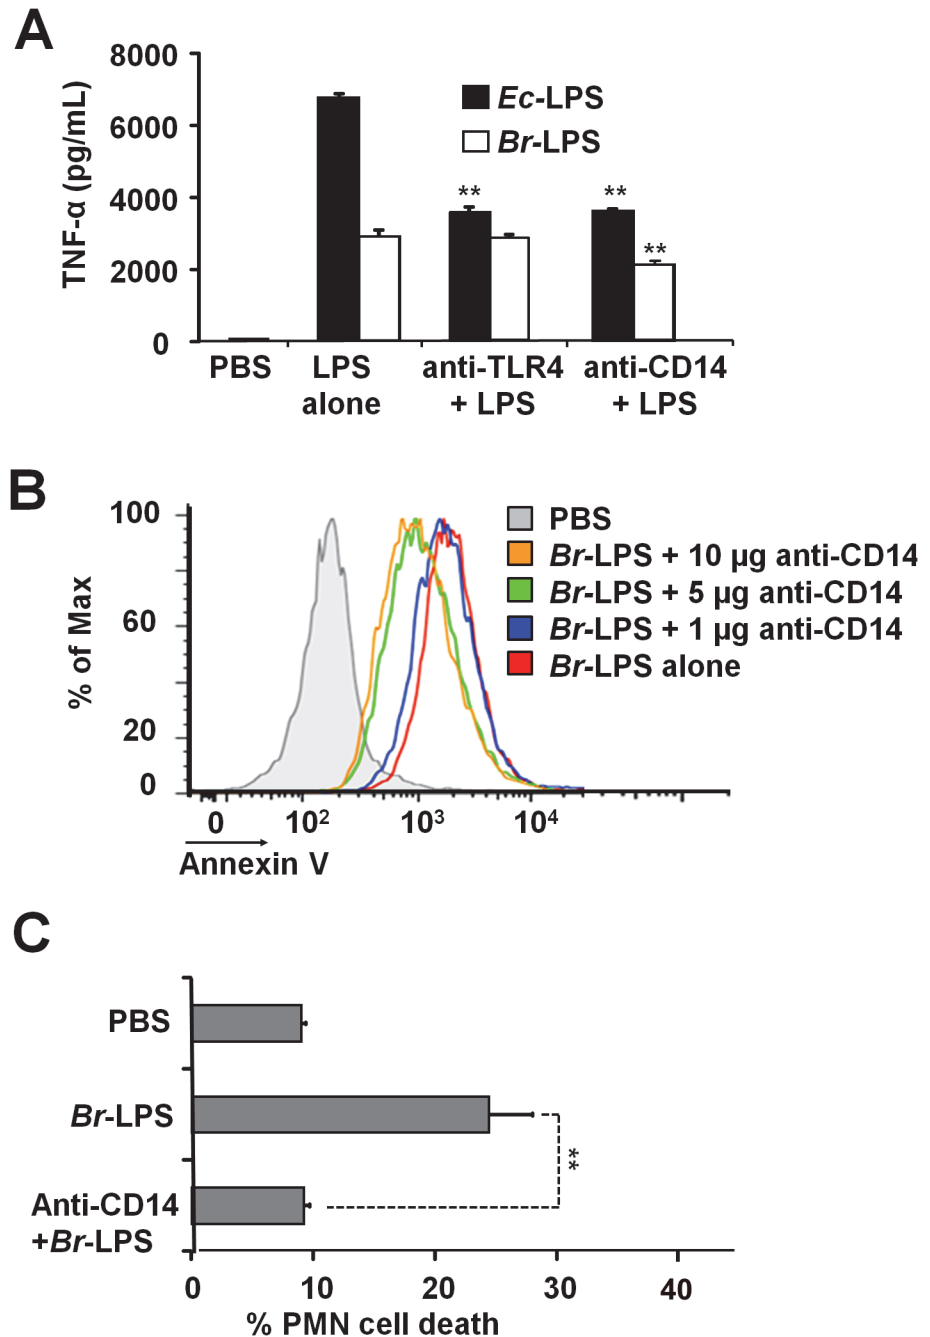 A
8000
6000
4000
2000
0
TNF-α (pg/mL)
Ec-LPS
Br-LPS
**
**
**
PBS
LPS alone
anti-TLR4 + LPS
anti-CD14 + LPS
B
100
60
20
0
% of Max
PBS
Br-LPS + 10 µg anti-CD14
Br-LPS + 5 µg anti-CD14
Br-LPS + 1 µg anti-CD14
Br-LPS alone
0 10² 10³ 10⁴
Annexin V
C
PBS
Br-LPS
Anti-CD14
+Br-LPS
**
0 10 20 30 40
% PMN cell death